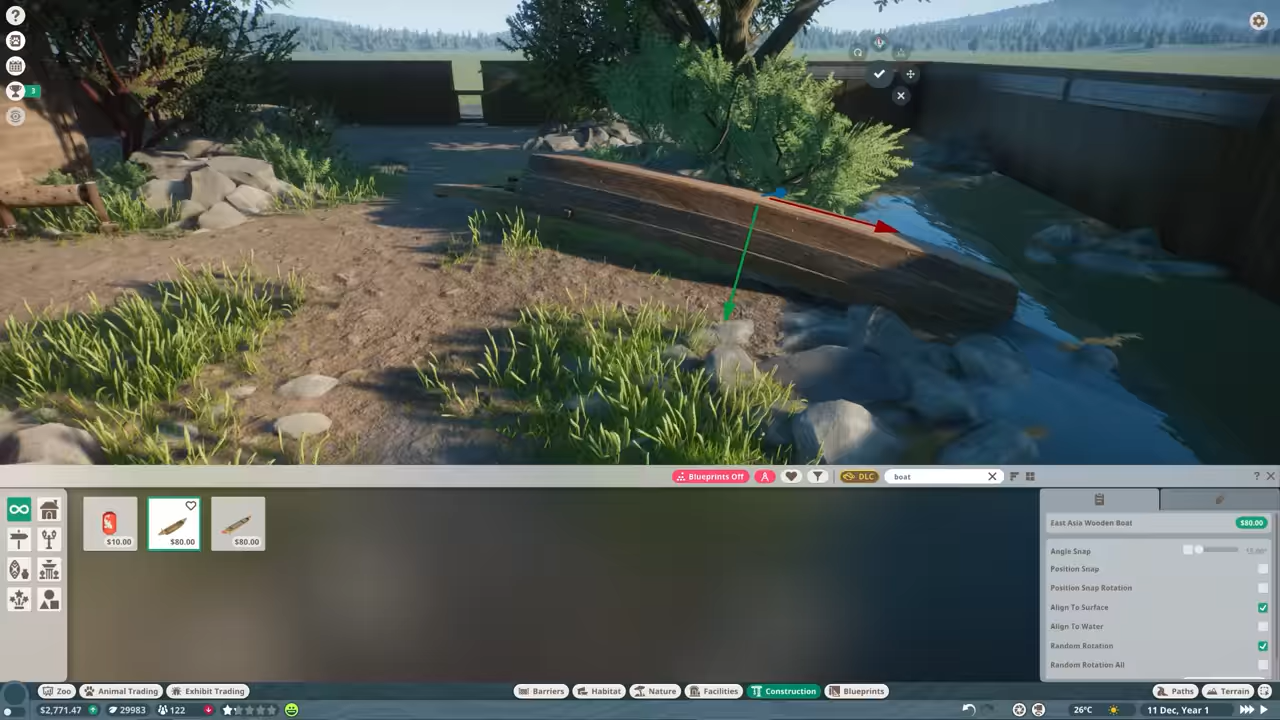 ?
3
Blueprints Off
A
DLC
boat
?
$10.00
$80.00
$80.00
East Asia Wooden Boat
$80.00
Angle Snap
15.00°
Position Snap
Position Snap Rotation
Align To Surface
Align To Water
Random Rotation
Random Rotation All
Zoo
Animal Trading
Exhibit Trading
Barriers
Habitat
Nature
Facilities
Construction
Blueprints
Paths
Terrain
$2,771.47
29983
122
26°C
11 Dec, Year 1